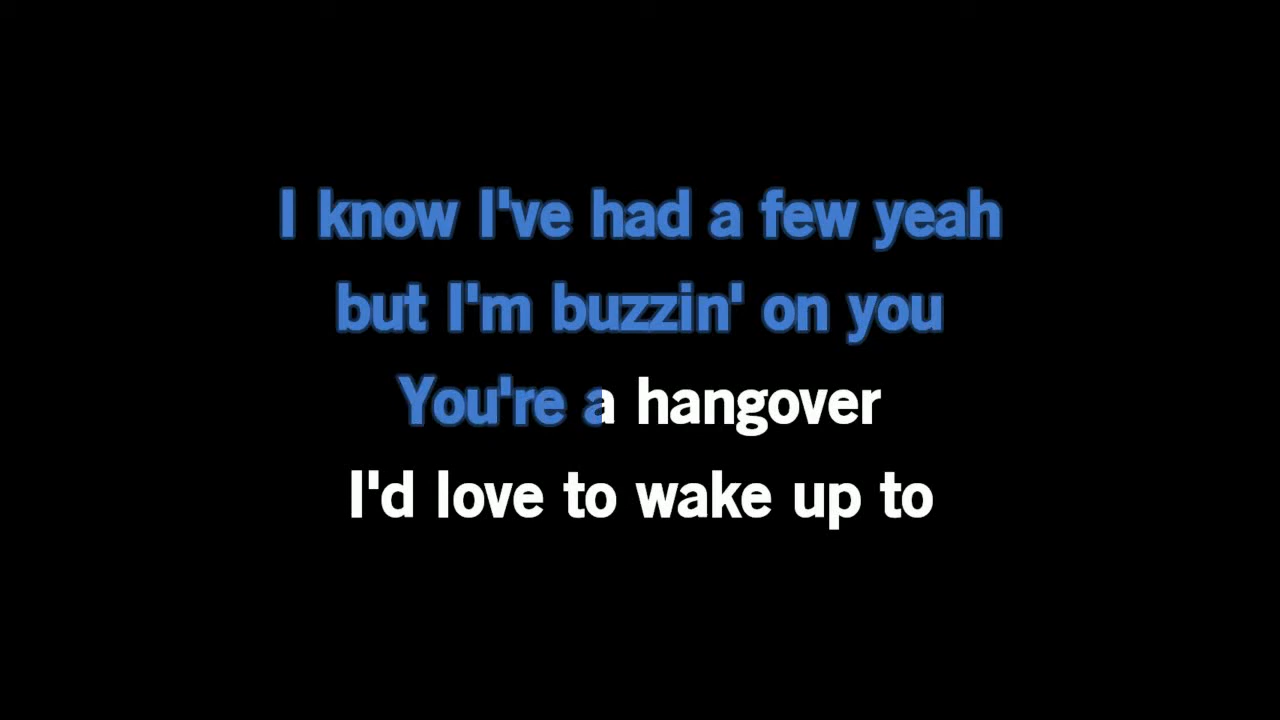 I know I've had a few yeah
but I'm buzzin' on you
You're a hangover
I'd love to wake up to